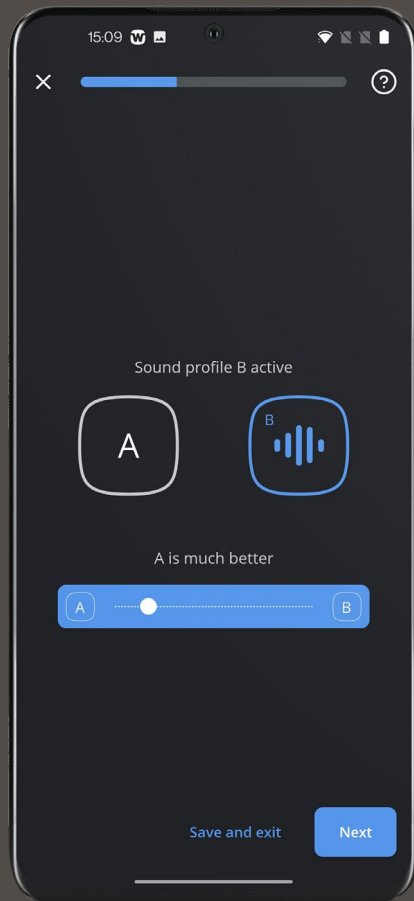 15:09
Sound profile B active
A
B
A is much better
A
B
Save and exit
Next